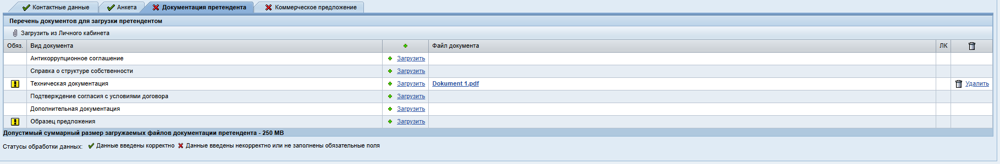 Контактные данные Анкета Документация претендента Коммерческое предложение
Перечень документов для загрузки претендентом
Загрузить из Личного кабинета
Обяз. Вид документа Файл документа ЛК
Антикоррупционное соглашение Загрузить
Справка о структуре собственности Загрузить
Техническая документация Загрузить Dokument 1.pdf Удалить
Подтверждение согласия с условиями договора Загрузить
Дополнительная документация Загрузить
Образец предложения Загрузить
Допустимый суммарный размер загружаемых файлов документации претендента - 250 MB
Статусы обработки данных: Данные введены корректно Данные введены некорректно или не заполнены обязательные поля